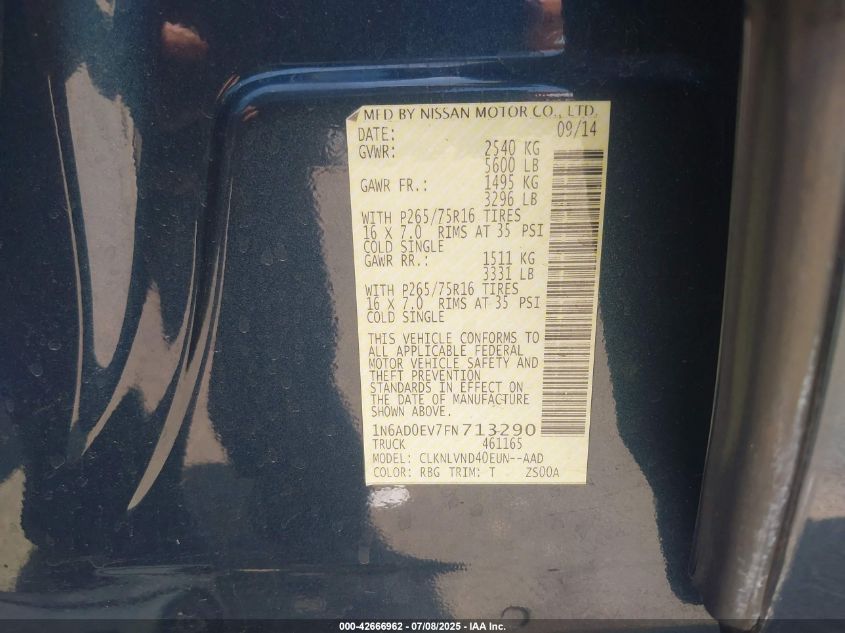 MFD BY NISSAN MOTOR CO., LTD.
DATE: 09/14
GVWR: 2540 KG
5600 LB
GAWR FR.: 1495 KG
3296 LB
WITH P265/75R16 TIRES
16 X 7.0 RIMS AT 35 PSI
COLD SINGLE
GAWR RR.: 1511 KG
3331 LB
WITH P265/75R16 TIRES
16 X 7.0 RIMS AT 35 PSI
COLD SINGLE
THIS VEHICLE CONFORMS TO
ALL APPLICABLE FEDERAL
MOTOR VEHICLE SAFETY AND
THEFT PREVENTION
STANDARDS IN EFFECT ON
THE DATE OF MANUFACTURE
SHOWN ABOVE.
1N6AD0EV7FN713290
TRUCK 461165
MODEL: CLKNLVND40EUN--AAD
COLOR: RBG TRIM: T ZS00A
000-42666962 - 07/08/2025 - IAA Inc.